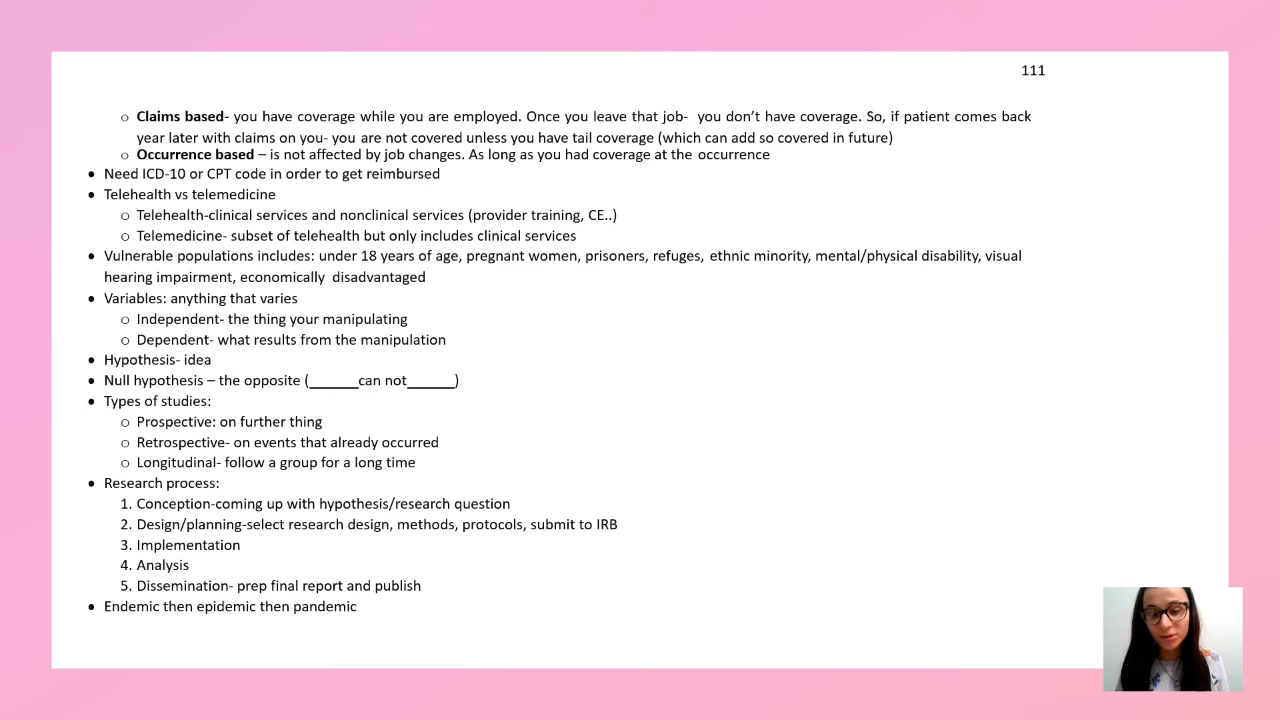 111
○ Claims based- you have coverage while you are employed. Once you leave that job- you don't have coverage. So, if patient comes back
year later with claims on you- you are not covered unless you have tail coverage (which can add so covered in future)
○ Occurrence based – is not affected by job changes. As long as you had coverage at the occurrence
• Need ICD-10 or CPT code in order to get reimbursed
• Telehealth vs telemedicine
○ Telehealth-clinical services and nonclinical services (provider training, CE..)
○ Telemedicine- subset of telehealth but only includes clinical services
• Vulnerable populations includes: under 18 years of age, pregnant women, prisoners, refuges, ethnic minority, mental/physical disability, visual
hearing impairment, economically disadvantaged
• Variables: anything that varies
○ Independent- the thing your manipulating
○ Dependent- what results from the manipulation
• Hypothesis- idea
• Null hypothesis – the opposite (______can not______)
• Types of studies:
○ Prospective: on further thing
○ Retrospective- on events that already occurred
○ Longitudinal- follow a group for a long time
• Research process:
1. Conception-coming up with hypothesis/research question
2. Design/planning-select research design, methods, protocols, submit to IRB
3. Implementation
4. Analysis
5. Dissemination- prep final report and publish
• Endemic then epidemic then pandemic